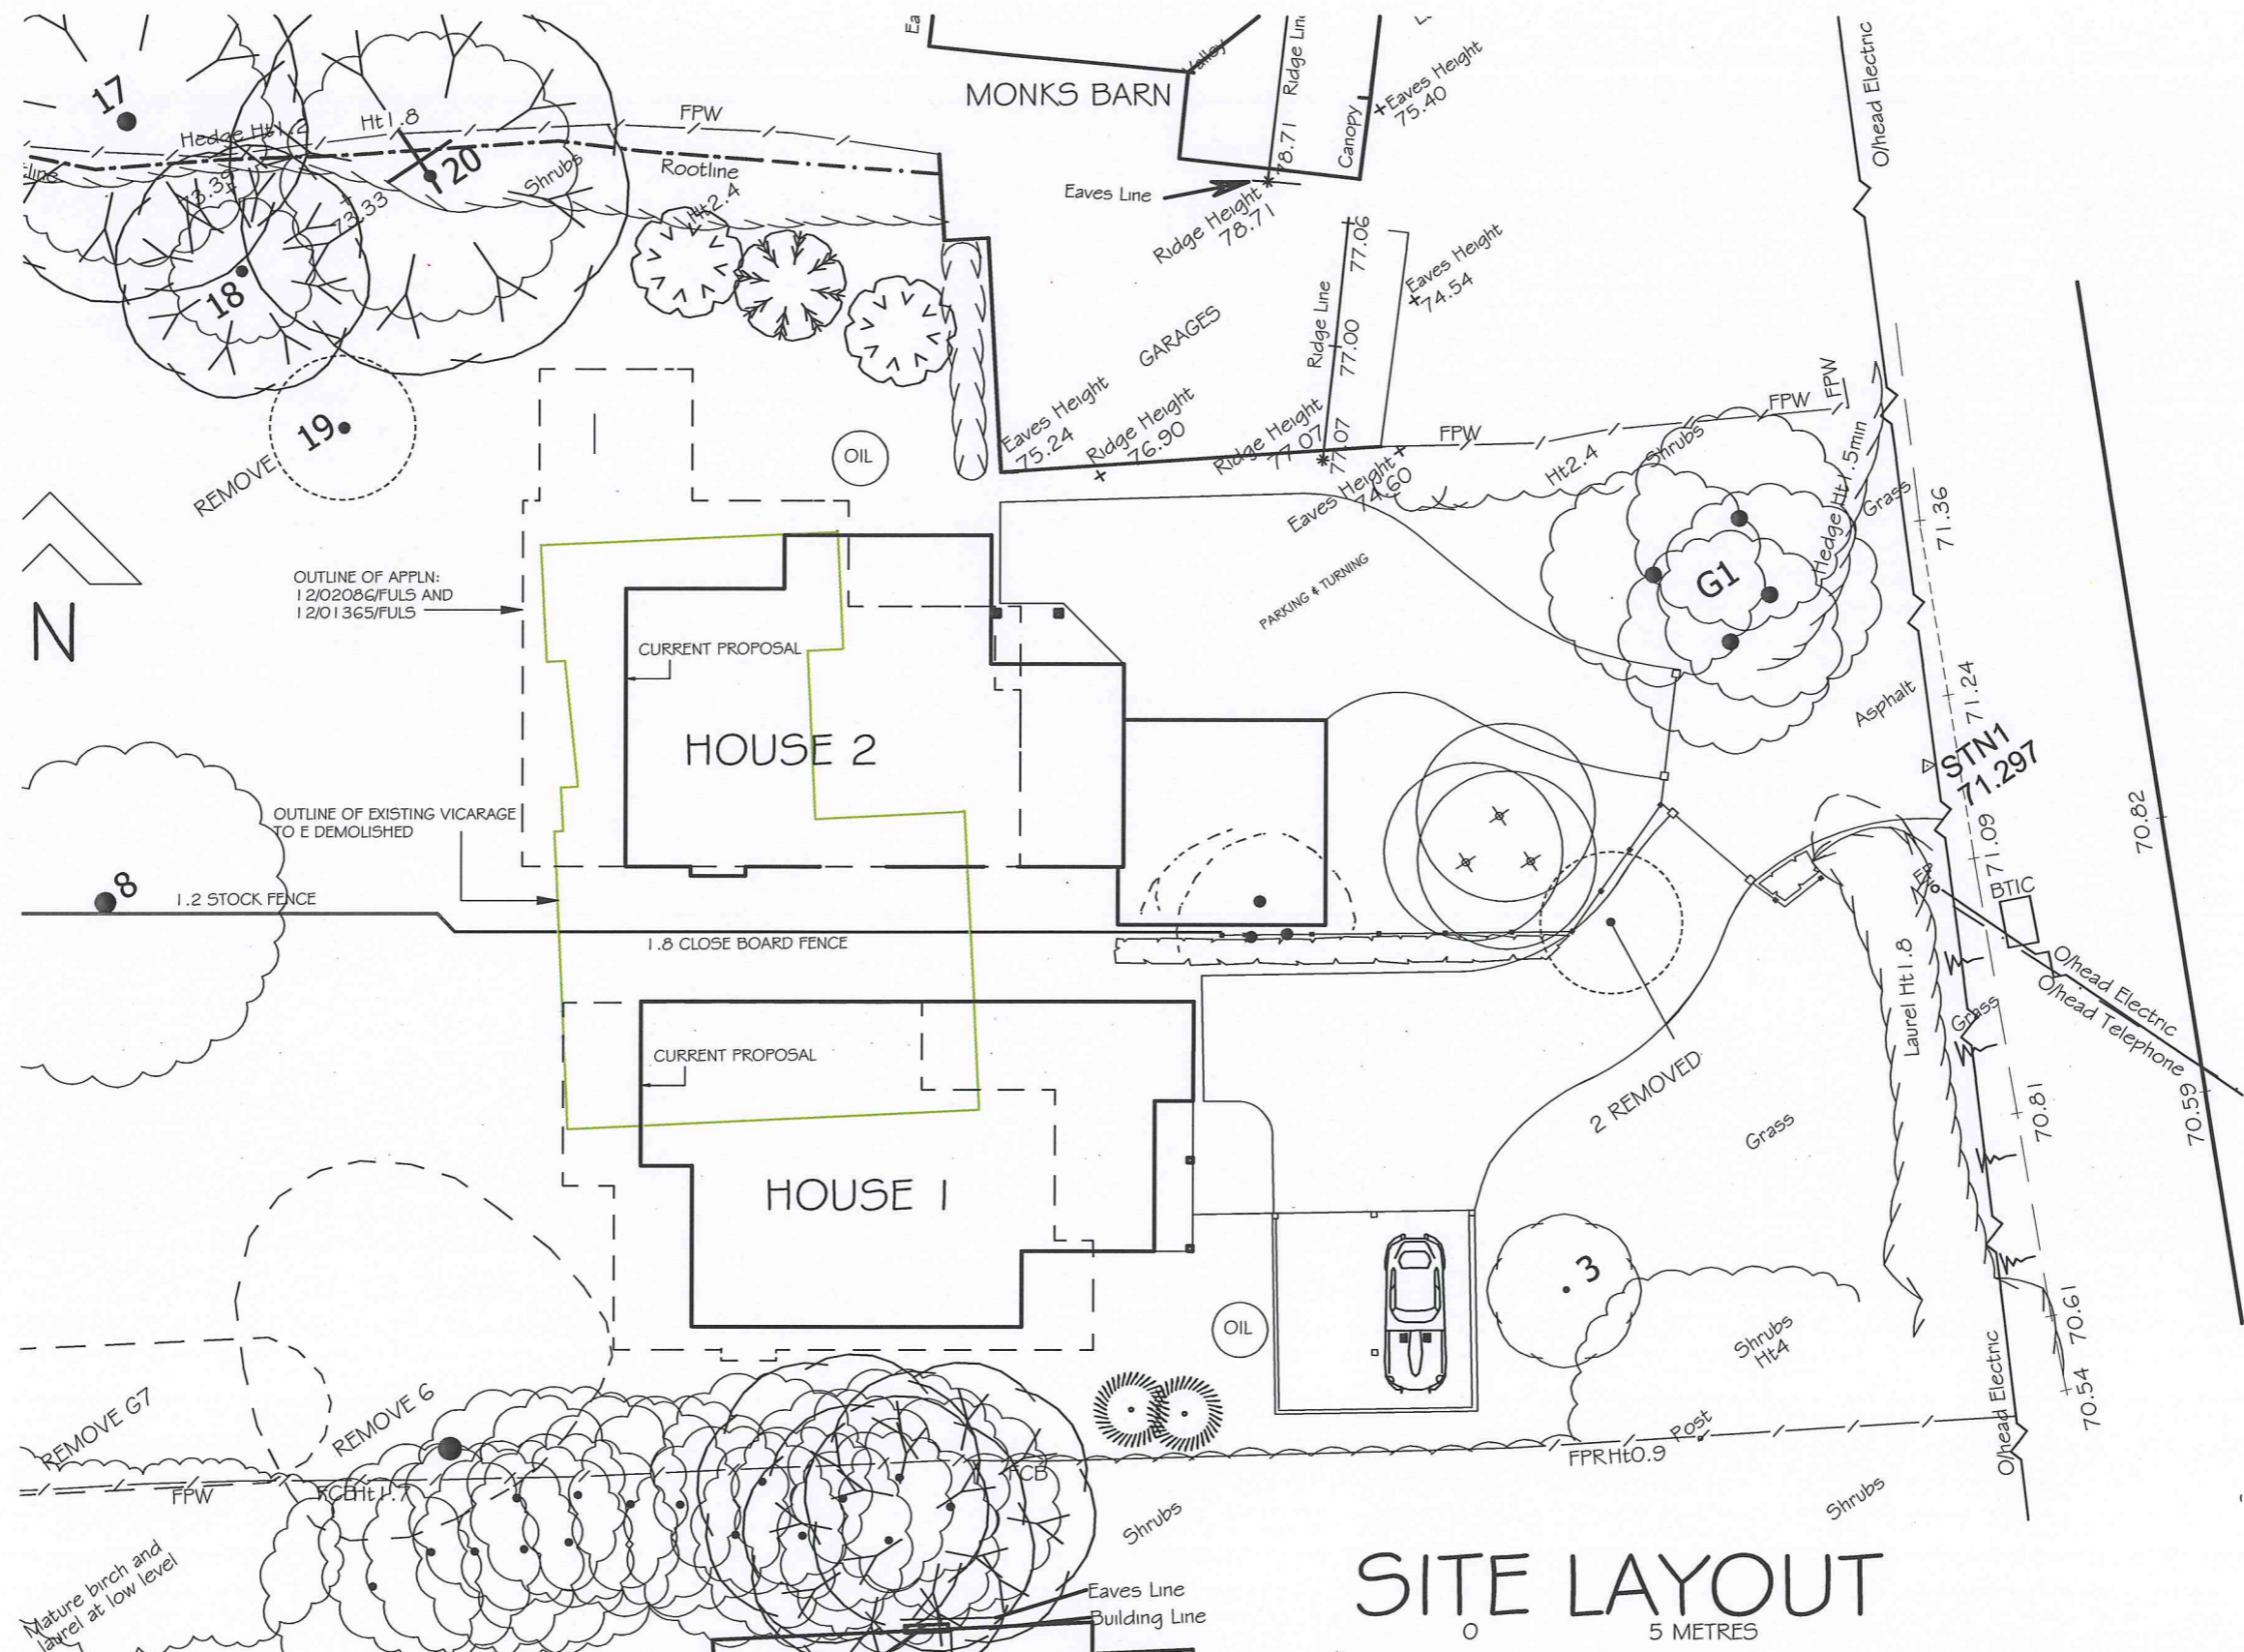 17
Hedge Ht1.2
Ht1.8
FPW
20
Rootline
Shrubs
Ht2.4
73.33
18
19
REMOVE
MONKS BARN
Valley
Ridge Line
78.71
Canopy
Eaves Height
75.40
Eaves Line
Ridge Height
78.71
Ridge Line
77.06
77.00
77.07
Eaves Height
74.54
GARAGES
Eaves Height
75.24
Ridge Height
76.90
Ridge Height
77.07
Eaves Height
74.60
FPW
Ht2.4
Shrubs
FPW
FPW
O/head Electric
Hedge Ht1.5min
Grass
71.36
G1
OIL
N
OUTLINE OF APPLN:
12/02086/FULS AND
12/01365/FULS
CURRENT PROPOSAL
PARKING & TURNING
HOUSE 2
Asphalt
71.24
STN1
71.297
71.09
70.82
OUTLINE OF EXISTING VICARAGE
TO E DEMOLISHED
8
1.2 STOCK FENCE
1.8 CLOSE BOARD FENCE
BTIC
O/head Electric
O/head Telephone
Laurel Ht1.8
Grass
CURRENT PROPOSAL
2 REMOVED
Grass
70.81
70.59
HOUSE 1
3
OIL
Shrubs
Ht4
70.61
70.54
O/head Electric
REMOVE G7
REMOVE 6
FPW
FCBHt1.7
FCB
FPRHt0.9
Post
Shrubs
Shrubs
Mature birch and
laurel at low level
Eaves Line
Building Line
SITE LAYOUT
0 5 METRES